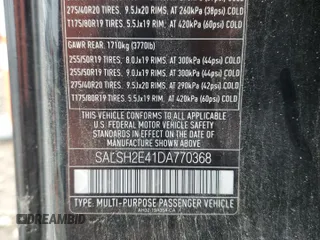 275/40R20 TIRES, 9.5Jx20 RIMS, AT 260kPa (38psi) COLD
T175/80R19 TIRES, 5.5Jx19 RIM, AT 420kPa (60psi) COLD
GAWR REAR: 1710kg (3770lb)
255/50R19 TIRES, 8.0Jx19 RIMS, AT 300kPa (44psi) COLD
255/50R19 TIRES, 9.0Jx19 RIMS, AT 300kPa (44psi) COLD
275/40R20 TIRES, 9.5Jx20 RIMS, AT 290kPa (42psi) COLD
T175/80R19 TIRES, 5.5Jx19 RIM, AT 420kPa (60psi) COLD
THIS VEHICLE CONFORMS TO ALL APPLICABLE
U.S. FEDERAL MOTOR VEHICLE SAFETY
STANDARDS IN EFFECT ON THE DATE OF
MANUFACTURE SHOWN ABOVE.
SALSH2E41DA770368
TYPE: MULTI-PURPOSE PASSENGER VEHICLE